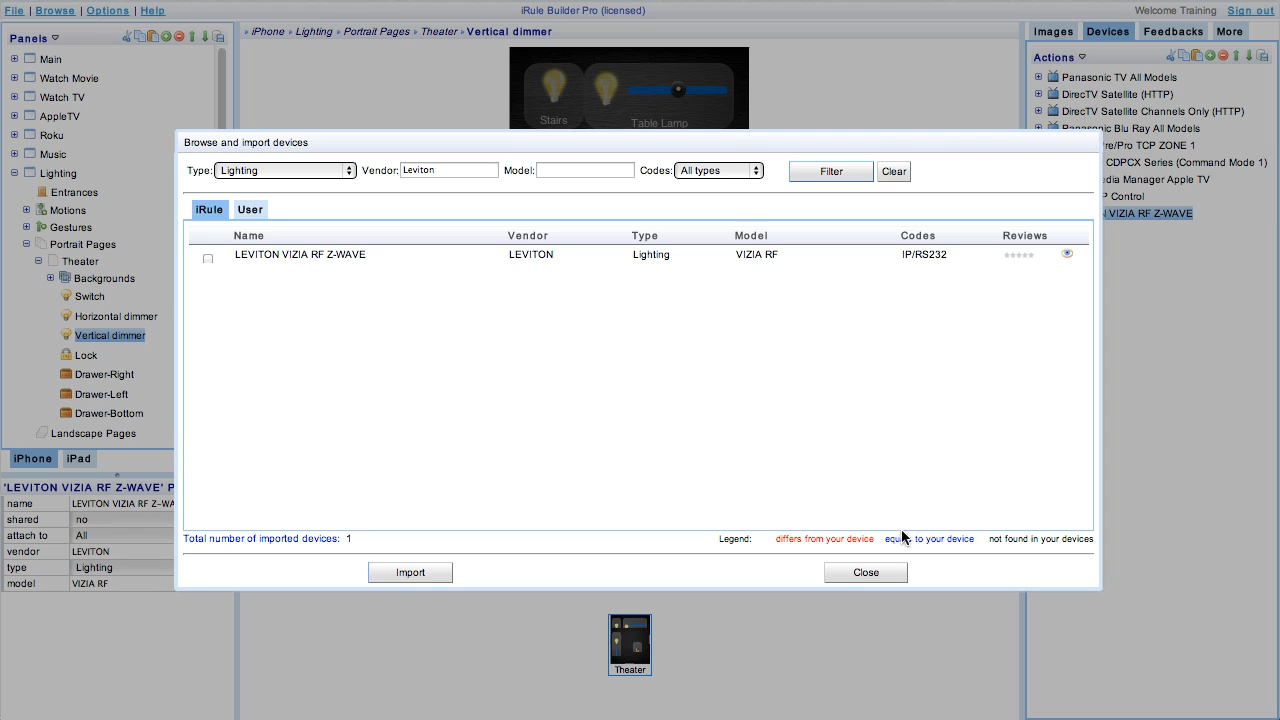 File | Browse | Options | Help
iRule Builder Pro (licensed)
Welcome Training Sign out
Panels
iPhone Lighting Portrait Pages Theater Vertical dimmer
Images Devices Feedbacks More
Main
Watch Movie
Watch TV
AppleTV
Roku
Music
Lighting
Entrances
Motions
Gestures
Portrait Pages
Theater
Backgrounds
Switch
Horizontal dimmer
Vertical dimmer
Lock
Drawer-Right
Drawer-Left
Drawer-Bottom
Landscape Pages
iPhone iPad
'LEVITON VIZIA RF Z-WAVE' P
name LEVITON VIZIA RF Z-WA
shared no
attach to All
vendor LEVITON
type Lighting
model VIZIA RF
Stairs
Table Lamp
Browse and import devices
Type: Lighting Vendor: Leviton Model: Codes: All types Filter Clear
iRule User
Name Vendor Type Model Codes Reviews
LEVITON VIZIA RF Z-WAVE LEVITON Lighting VIZIA RF IP/RS232
Total number of imported devices: 1
Legend: differs from your device to your device not found in your devices
Import Close
Theater
Actions
Panasonic TV All Models
DirecTV Satellite (HTTP)
DirecTV Satellite Channels Only (HTTP)
Panasonic Blu Ray All Models
re/Pro TCP ZONE 1
CDPCX Series (Command Mode 1)
edia Manager Apple TV
P Control
VIZIA RF Z-WAVE